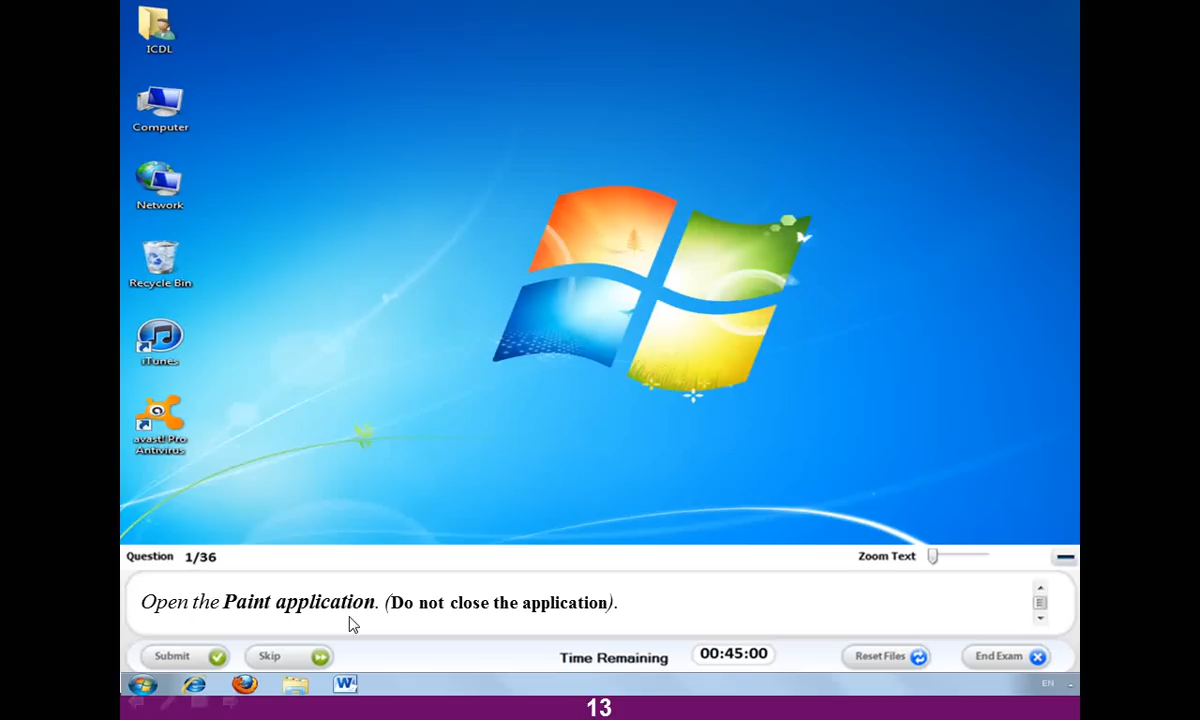 ICDL
Computer
Network
Recycle Bin
iTunes
avast! Pro
Antivirus
Question 1/36
Zoom Text
Open the Paint application. (Do not close the application).
Submit
Skip
Time Remaining
00:45:00
Reset Files
End Exam
EN
13